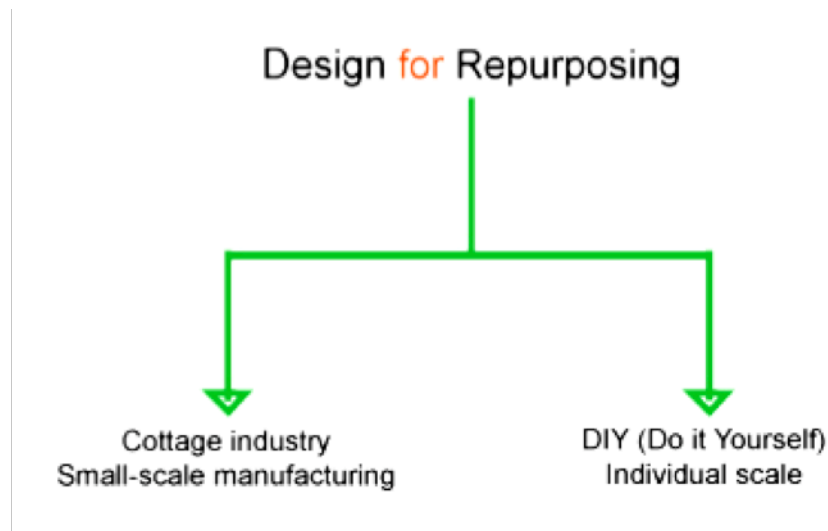 Design for Repurposing
Cottage industry
Small-scale manufacturing
DIY (Do it Yourself)
Individual scale